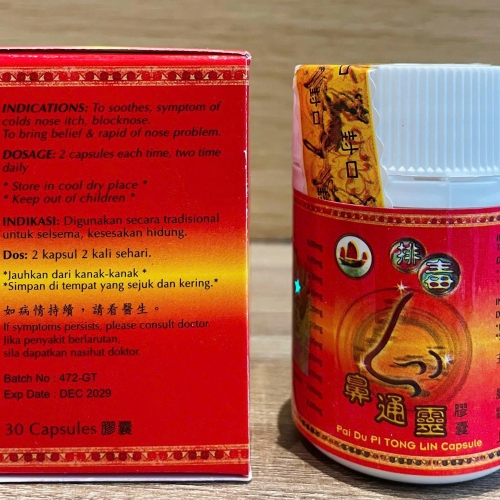 INDICATIONS: To soothes, symptom of
colds nose itch, blocknose.
To bring belief & rapid of nose problem.
DOSAGE: 2 capsules each time, two time
daily
* Store in cool dry place *
* Keep out of children *
INDIKASI: Digunakan secara tradisional
untuk selsema, kesesakan hidung.
Dos: 2 kapsul 2 kali sehari.
*Jauhkan dari kanak-kanak *
*Simpan di tempat yang sejuk dan kering.*
如病情持續，請看醫生。
If symptoms persists, please consult doctor.
Jika penyakit berlarutan,
sila dapatkan nasihat doktor.
Batch No : 472-GT
Exp Date : DEC 2029
30 Capsules 膠囊
封口
封口
排毒
鼻通靈
膠囊
Pai Du PI TONG LIN Capsule